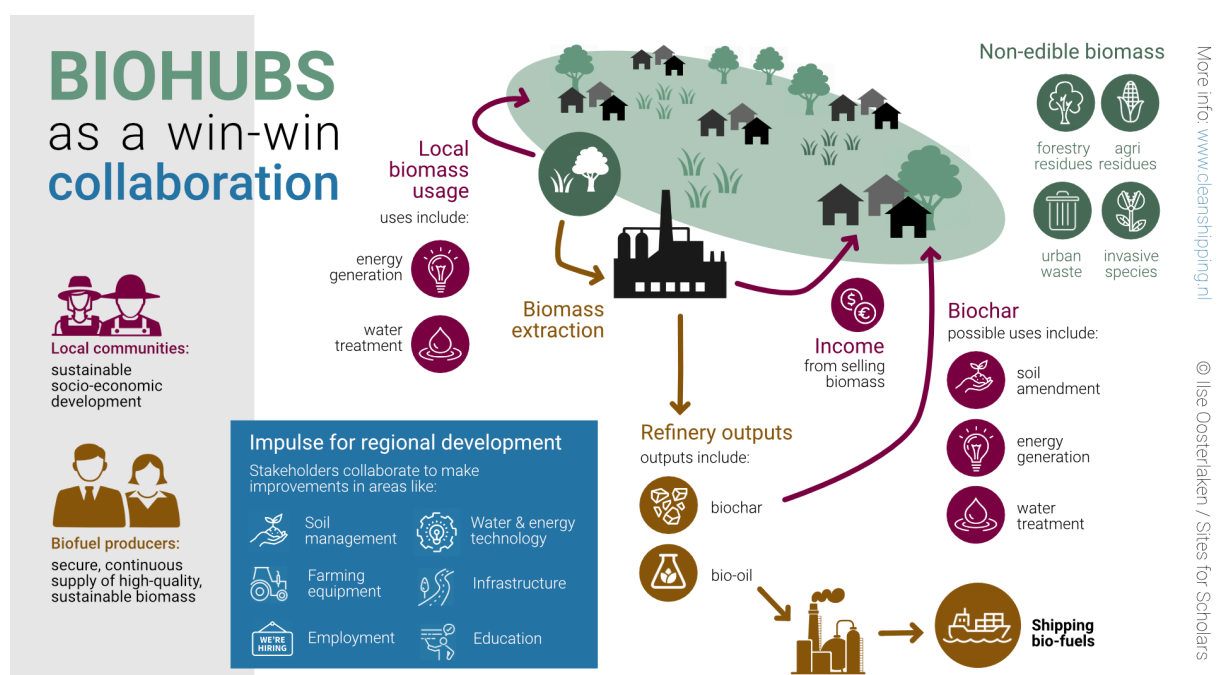 BIOHUBS
as a win-win
collaboration
Local communities:
sustainable
socio-economic
development
Biofuel producers:
secure, continuous
supply of high-quality,
sustainable biomass
Local
biomass
usage
uses include:
energy
generation
water
treatment
Biomass
extraction
Impulse for regional development
Stakeholders collaborate to make
improvements in areas like:
Soil
management
Water & energy
technology
Farming
equipment
Infrastructure
WE'RE
HIRING
Employment
Education
Refinery outputs
outputs include:
biochar
bio-oil
$
€
Income
from selling
biomass
Biochar
possible uses include:
soil
amendment
energy
generation
water
treatment
Shipping
bio-fuels
Non-edible biomass
forestry
residues
agri
residues
urban
waste
invasive
species
More info: www.cleanshipping.nl
© Ilse Oosterlaken / Sites for Scholars